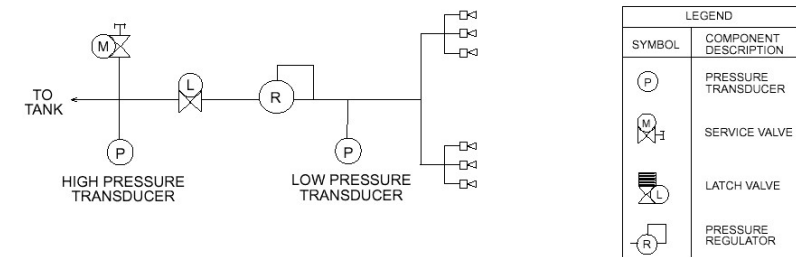 M
TO
TANK
L
R
P
P
HIGH PRESSURE
TRANSDUCER
LOW PRESSURE
TRANSDUCER
LEGEND
SYMBOL
COMPONENT
DESCRIPTION
P
PRESSURE
TRANSDUCER
M
SERVICE VALVE
L
LATCH VALVE
R
PRESSURE
REGULATOR